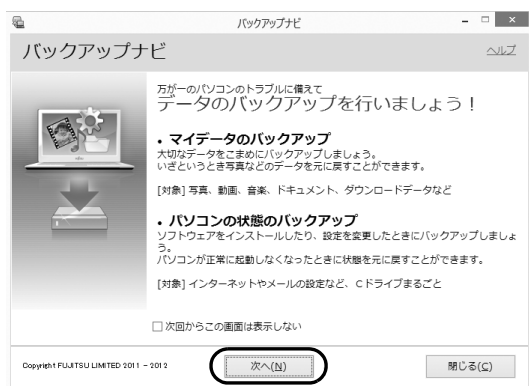 バックアップナビ
バックアップナビ
ヘルプ
万が一のパソコンのトラブルに備えて
データのバックアップを行いましょう！
・マイデータのバックアップ
大切なデータをこまめにバックアップしましょう。
いざというとき写真などのデータを元に戻すことができます。
[対象] 写真、動画、音楽、ドキュメント、ダウンロードデータなど
・パソコンの状態のバックアップ
ソフトウェアをインストールしたり、設定を変更したときにバックアップしましょ
う。
パソコンが正常に起動しなくなったときに状態を元に戻すことができます。
[対象] インターネットやメールの設定など、Cドライブまるごと
次回からこの画面は表示しない
Copyright FUJITSU LIMITED 2011 - 2012
次へ(N)
閉じる(C)